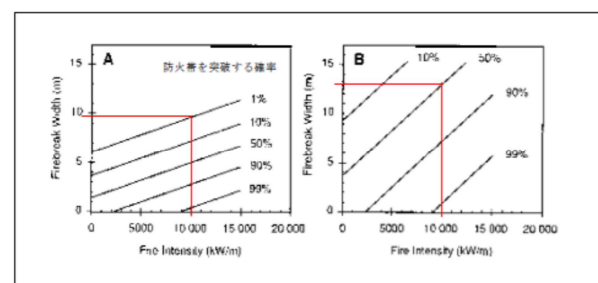 A
防火帯を突破する確率
15
10
5
0
Firebreak Width (m)
1%
10%
50%
90%
99%
0 5000 10 000 15 000 20 000
Fire Intensity (kW/m)
B
15
10
5
0
Firebreak Width (m)
10%
50%
90%
99%
0 5000 10 000 15 000 20 000
Fire Intensity (kW/m)